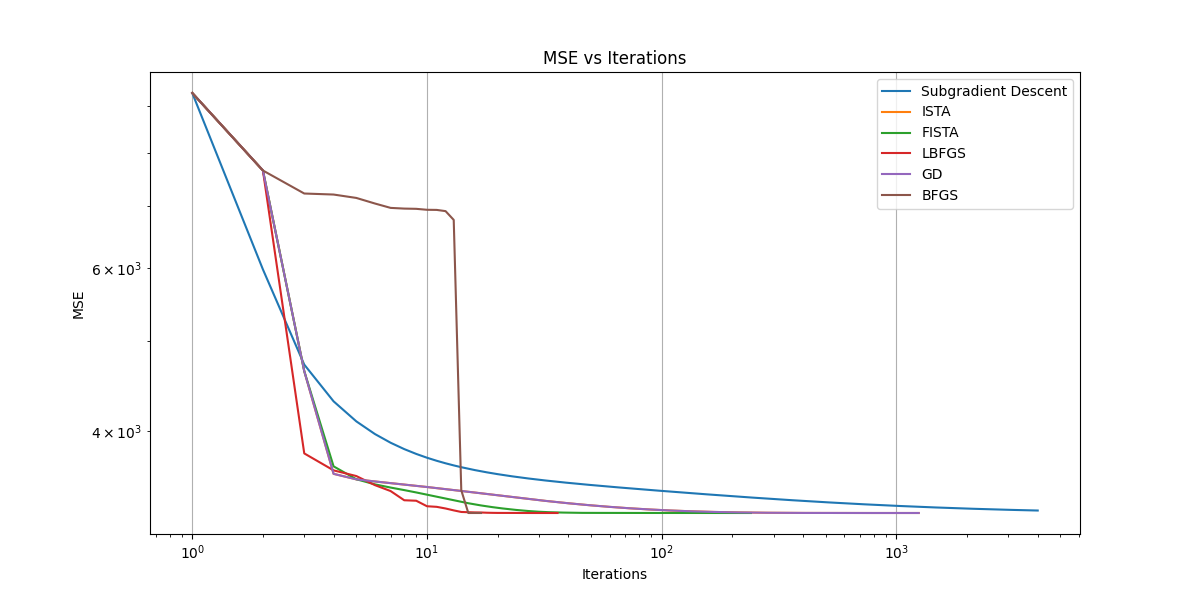 MSE vs Iterations
Subgradient Descent
ISTA
FISTA
LBFGS
GD
BFGS
6 × 10³
4 × 10³
MSE
10⁰ 10¹ 10² 10³
Iterations